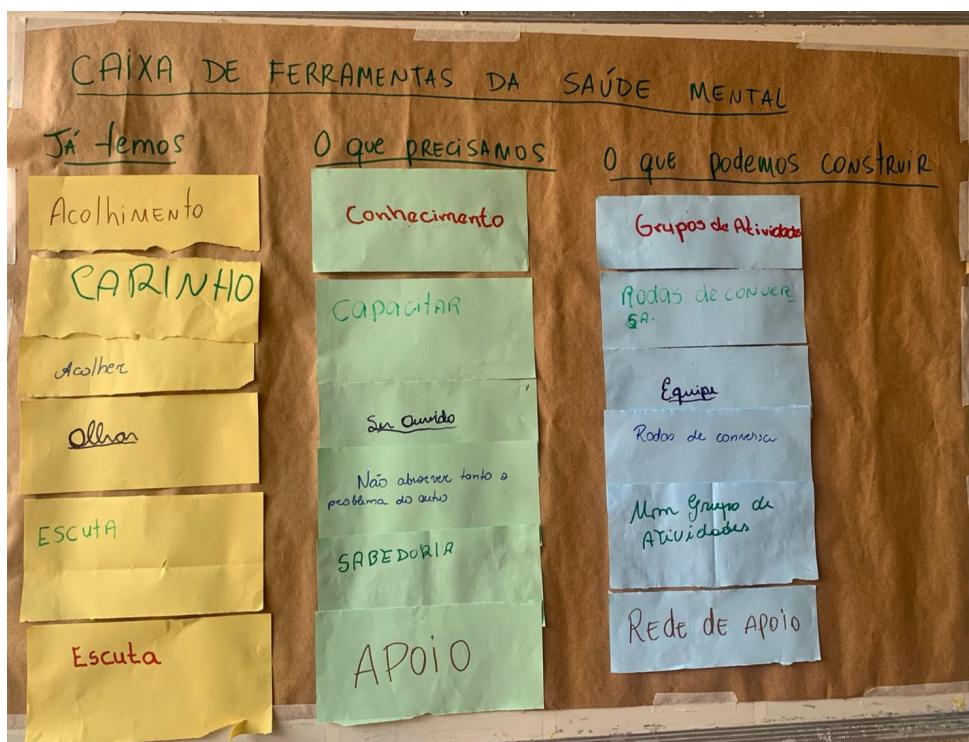 CAIXA DE FERRAMENTAS DA SAÚDE MENTAL
JÁ temos
Acolhimento
CARINHO
Acolher
Olhar
ESCUTA
Escuta
O que PRECISAMOS
Conhecimento
CAPACITAR
Ser Ouvido
Não absorver tanto o
problema do outro
SABEDORIA
APOIO
O que podemos CONSTRUIR
Grupos de Atividades
Rodas de conver
SA.
Equipe
Rodas de conversa
Mm Grupo de
Atividades
REDE DE APOIO